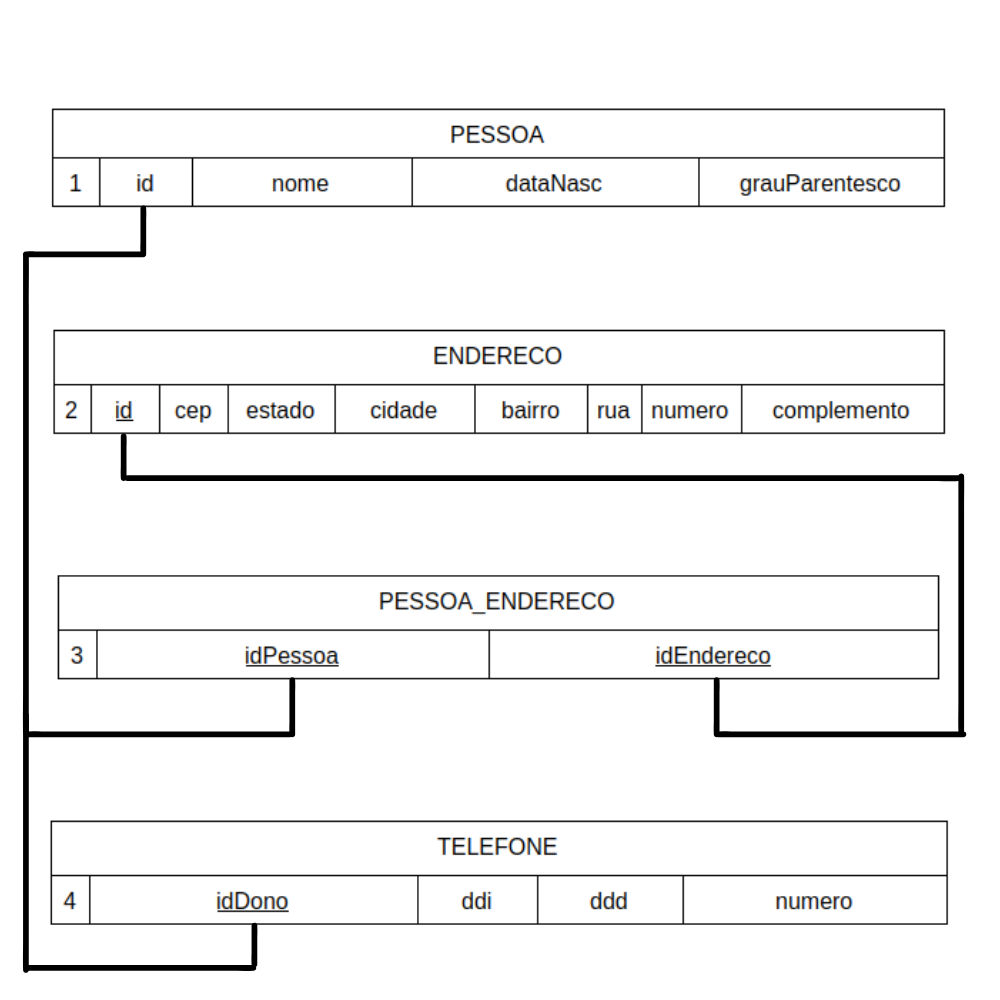 PESSOA
1 id nome dataNasc grauParentesco
ENDERECO
2 id cep estado cidade bairro rua numero complemento
PESSOA_ENDERECO
3 idPessoa idEndereco
TELEFONE
4 idDono ddi ddd numero